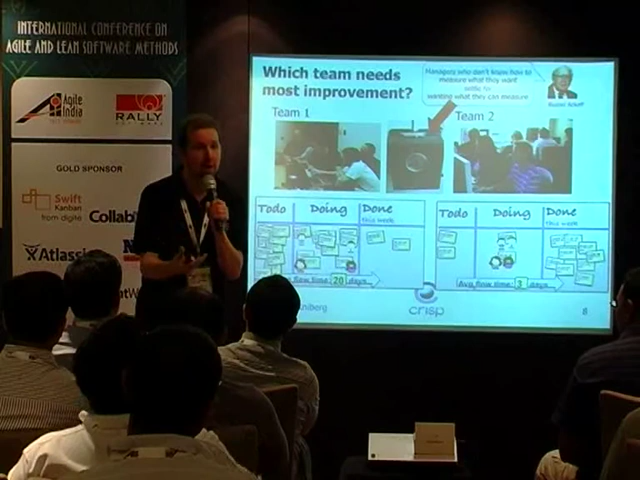 INTERNATIONAL CONFERENCE ON
AGILE AND LEAN SOFTWARE METHODS
Agile
India
RALLY
SOFTWARE
GOLD SPONSOR
Swift
Kanban
from digite
Collab
Atlass
Which team needs
most improvement?
Managers who don't know how to
measure what they want
settle for
wanting what they can measure
Russel Ackoff
Team 1
Team 2
Todo
Doing
Done
This week
Todo
Doing
Done
This week
flow time: 20 days
Avg flow time: 3 days
crisp
8